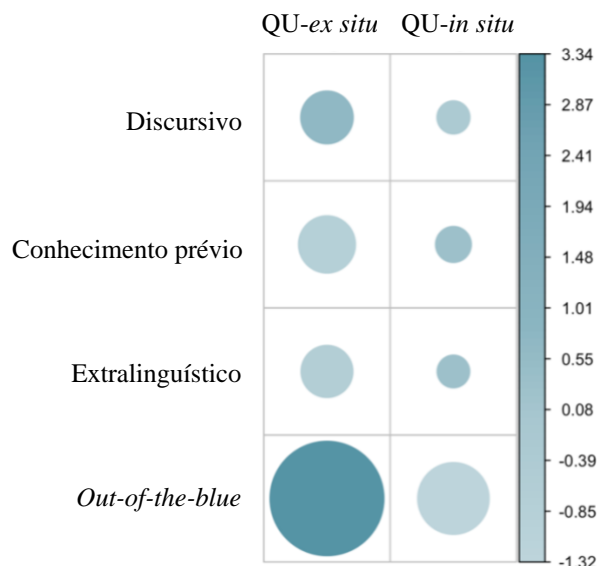 QU-ex situ QU-in situ
Discursivo
Conhecimento prévio
Extralinguístico
Out-of-the-blue
3.34
2.87
2.41
1.94
1.48
1.01
0.55
0.08
-0.39
-0.85
-1.32